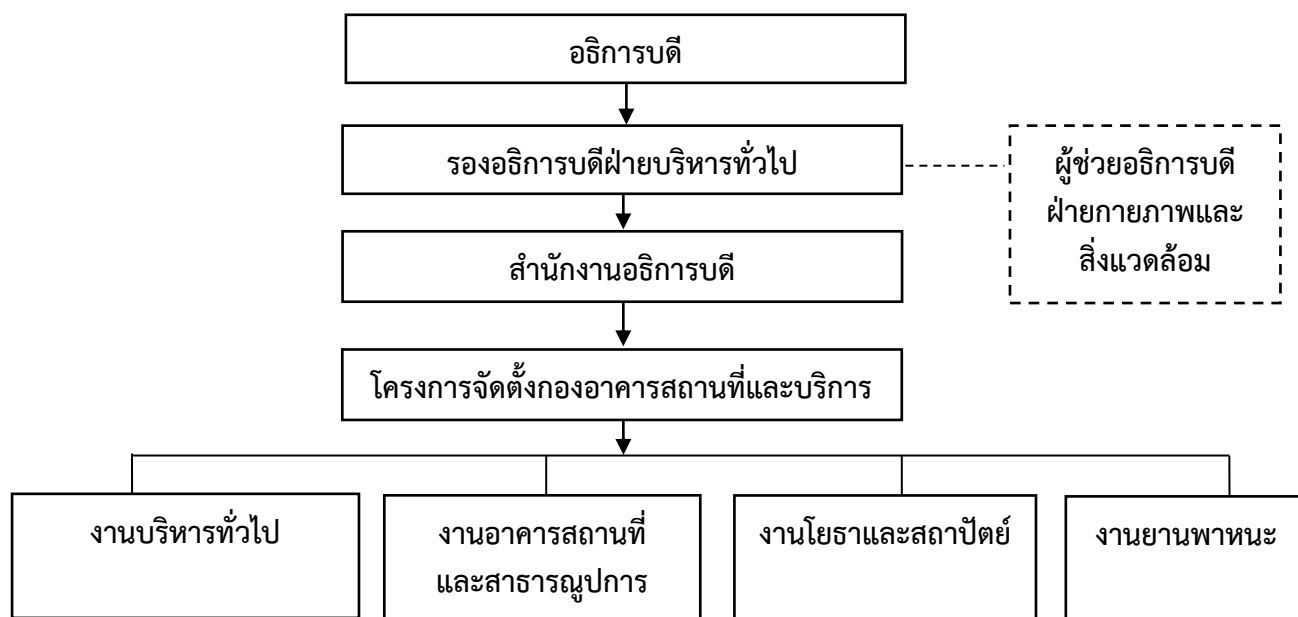 อธิการบดี
รองอธิการบดีฝ่ายบริหารทั่วไป
ผู้ช่วยอธิการบดี
ฝ่ายกายภาพและ
สิ่งแวดล้อม
สำนักงานอธิการบดี
โครงการจัดตั้งกองอาคารสถานที่และบริการ
งานบริหารทั่วไป
งานอาคารสถานที่
และสาธารณูปการ
งานโยธาและสถาปัตย์
งานยานพาหนะ